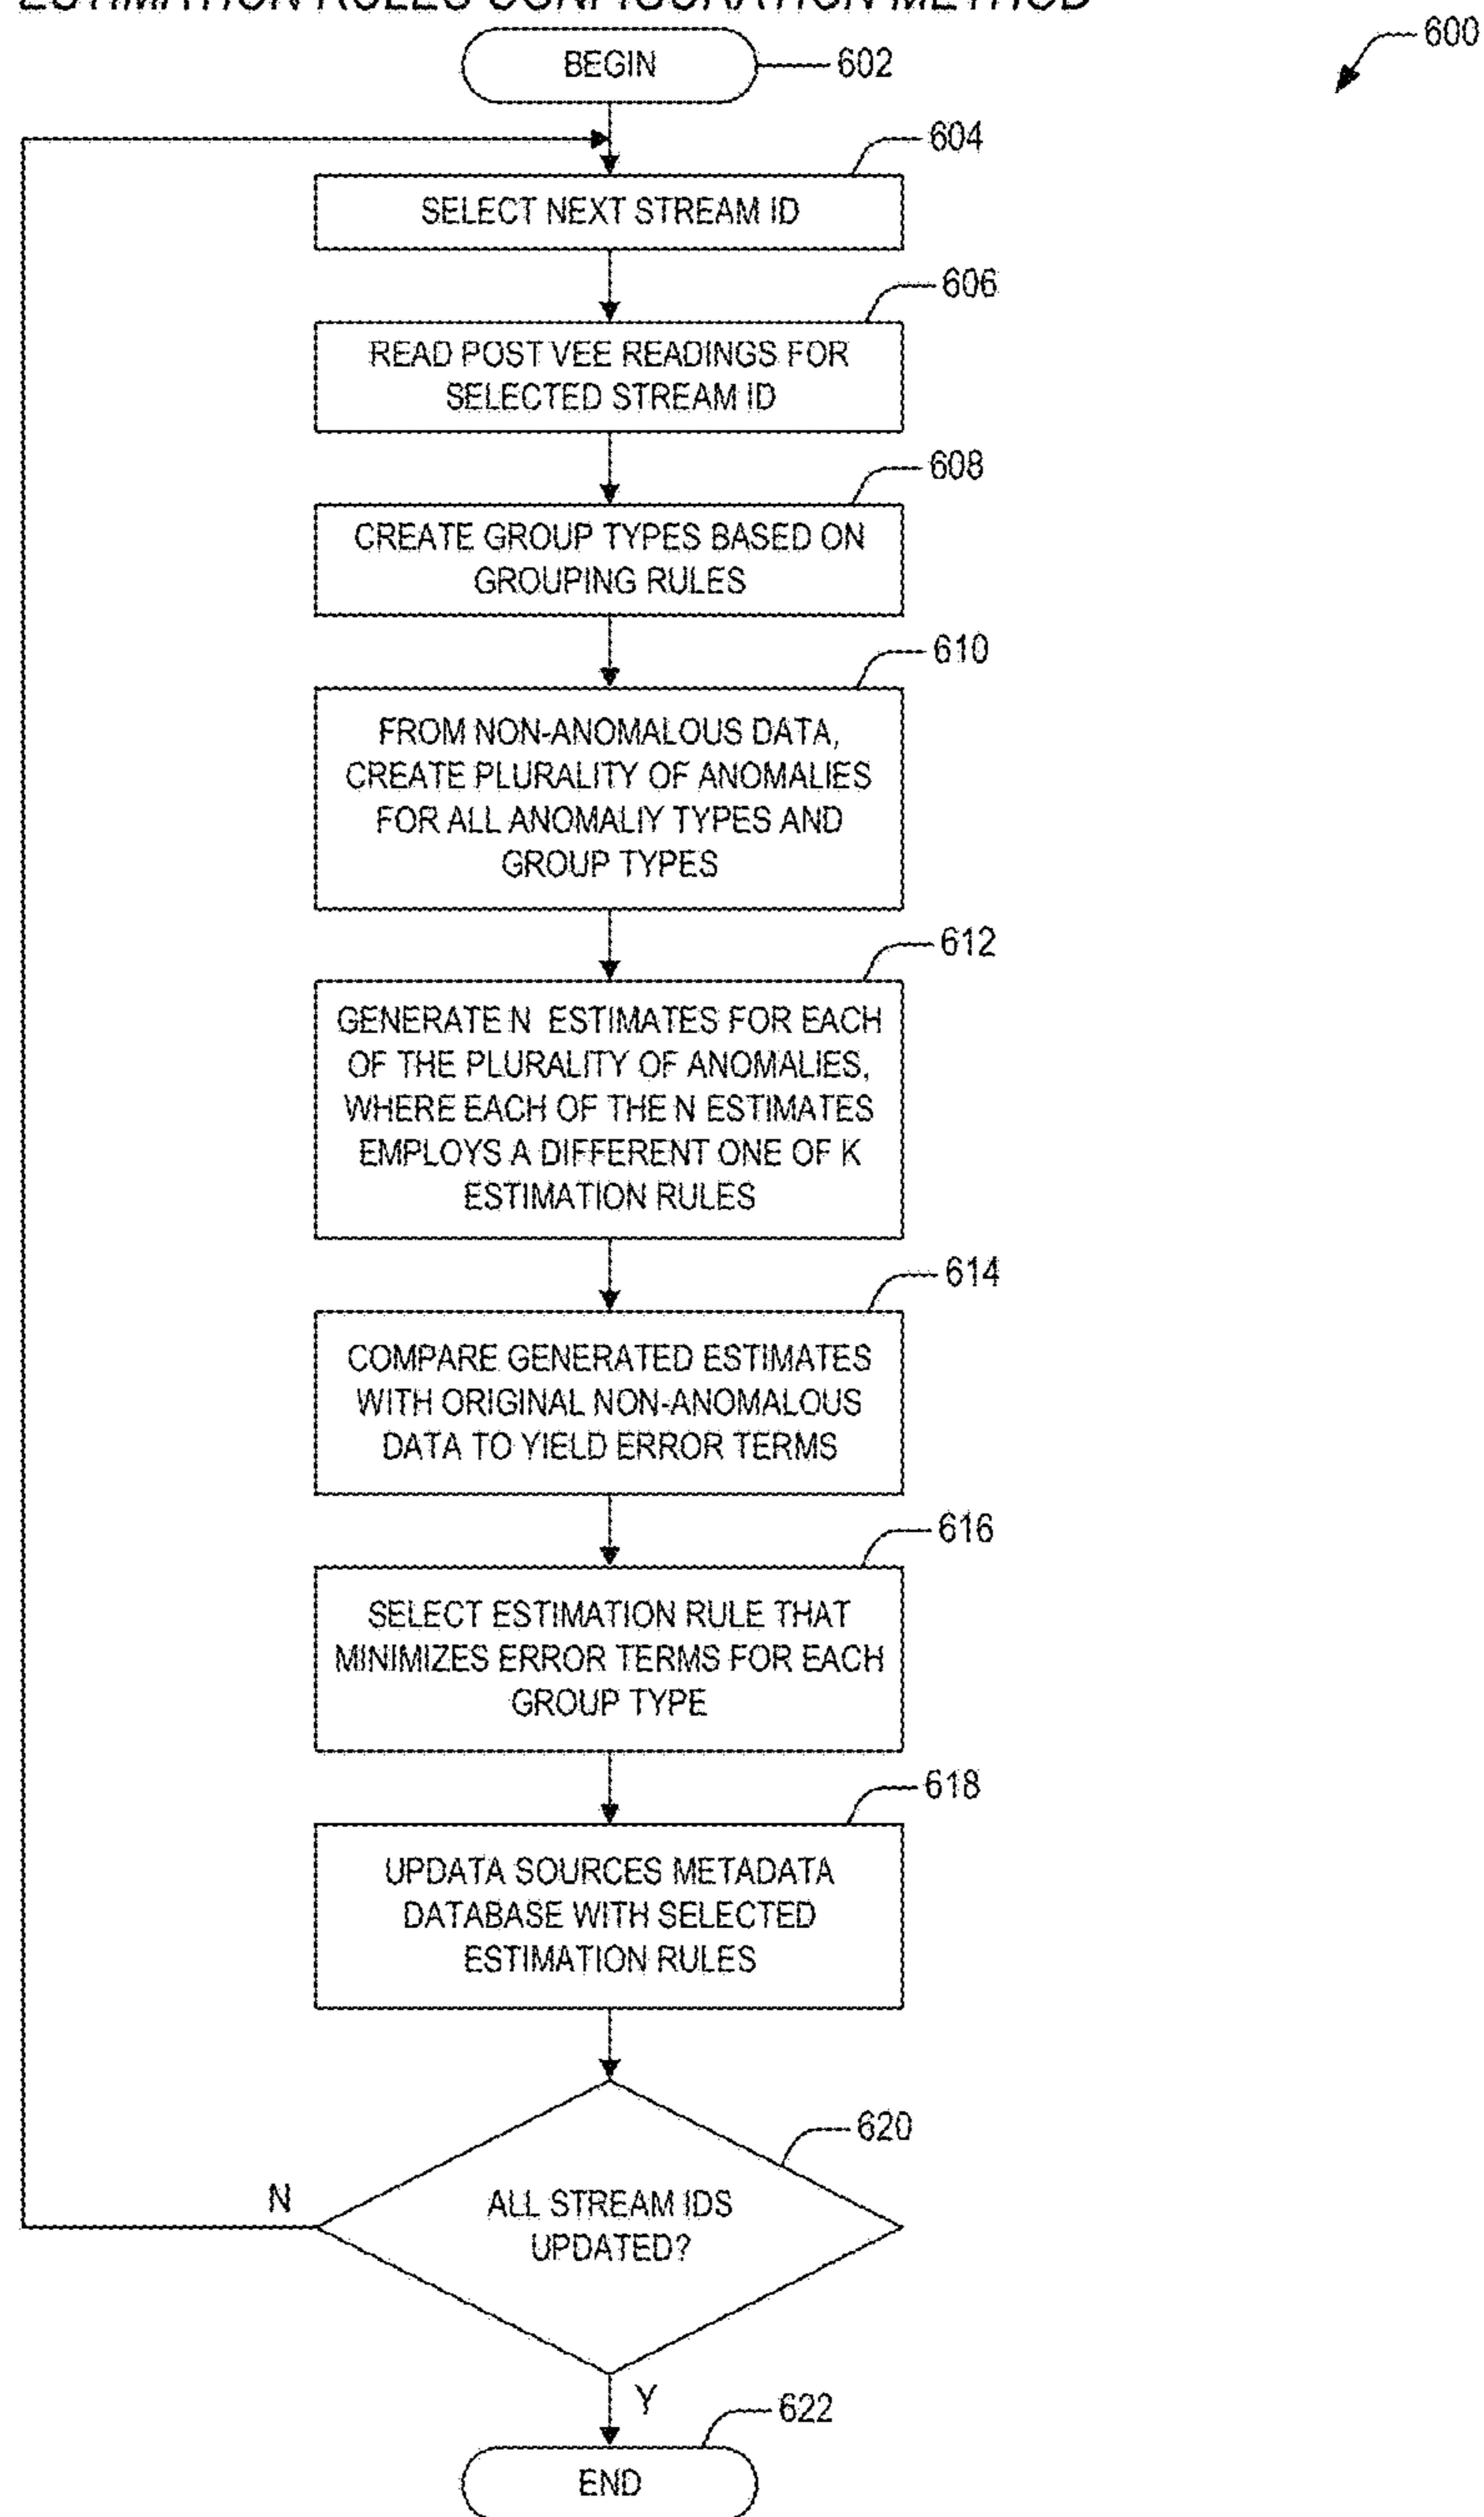 ESTIMATION RULES CONFIGURATION METHOD
600
BEGIN
602
604
SELECT NEXT STREAM ID
606
READ POST VEE READINGS FOR
SELECTED STREAM ID
608
CREATE GROUP TYPES BASED ON
GROUPING RULES
610
FROM NON-ANOMALOUS DATA,
CREATE PLURALITY OF ANOMALIES
FOR ALL ANOMALIY TYPES AND
GROUP TYPES
612
GENERATE N ESTIMATES FOR EACH
OF THE PLURALITY OF ANOMALIES,
WHERE EACH OF THE N ESTIMATES
EMPLOYS A DIFFERENT ONE OF K
ESTIMATION RULES
614
COMPARE GENERATED ESTIMATES
WITH ORIGINAL NON-ANOMALOUS
DATA TO YIELD ERROR TERMS
616
SELECT ESTIMATION RULE THAT
MINIMIZES ERROR TERMS FOR EACH
GROUP TYPE
618
UPDATA SOURCES METADATA
DATABASE WITH SELECTED
ESTIMATION RULES
620
N
ALL STREAM IDS
UPDATED?
Y
622
END